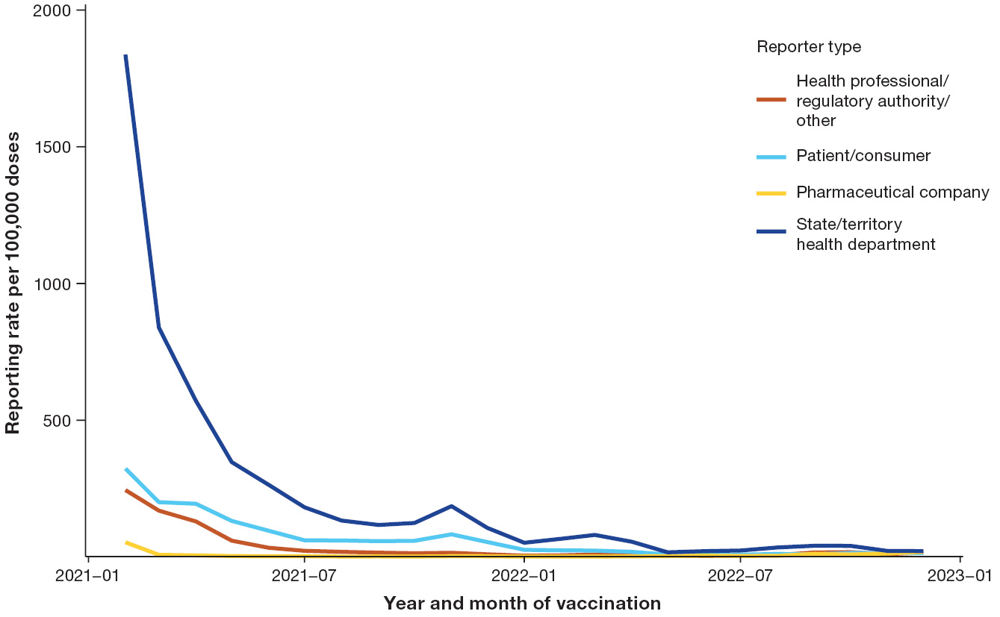 2000
1500
1000
500
Reporting rate per 100,000 doses
Reporter type
Health professional/
regulatory authority/
other
Patient/consumer
Pharmaceutical company
State/territory
health department
2021–01
2021–07
2022–01
2022–07
2023–01
Year and month of vaccination